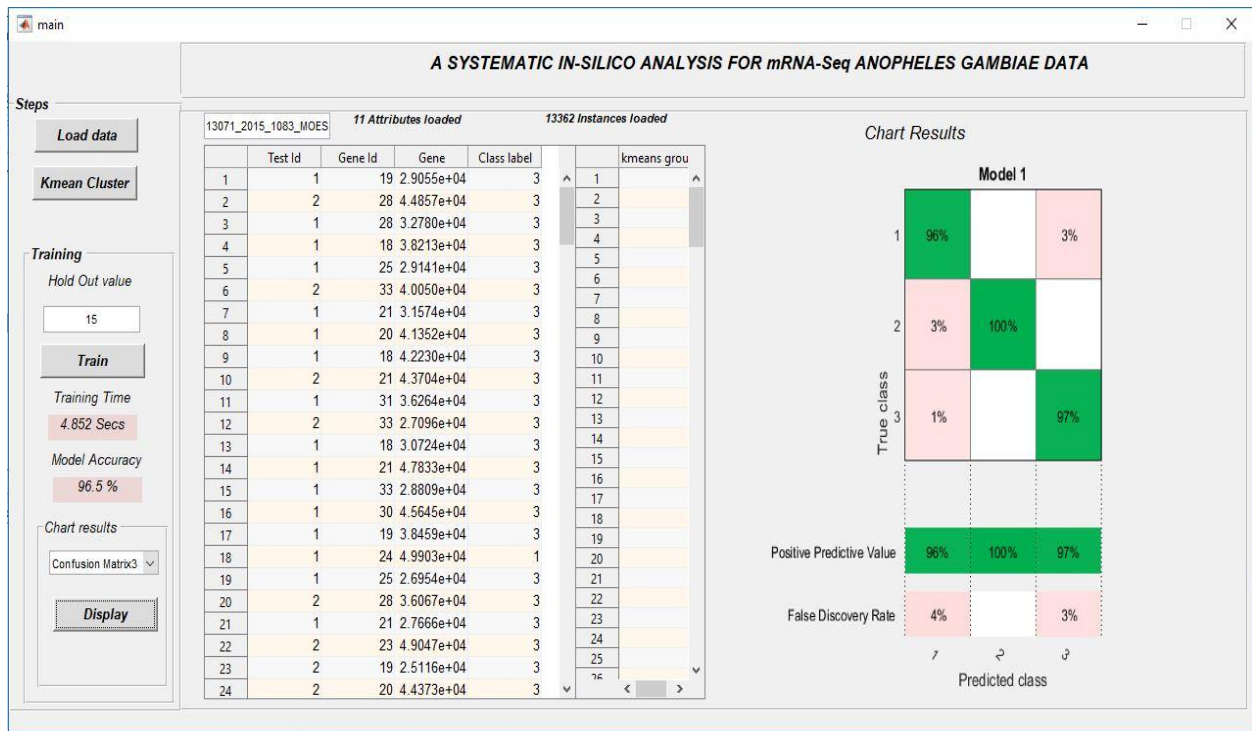 main
A SYSTEMATIC IN-SILICO ANALYSIS FOR mRNA-Seq ANOPHELES GAMBIAE DATA
Steps
Load data
Kmean Cluster
Training
Hold Out value
15
Train
Training Time
4.852 Secs
Model Accuracy
96.5 %
Chart results
Confusion Matrix3
Display
13071_2015_1083_MOES 11 Attributes loaded 13362 Instances loaded
Test Id Gene Id Gene Class label
1 1 19 2.9055e+04 3
2 2 28 4.4857e+04 3
3 1 28 3.2780e+04 3
4 1 18 3.8213e+04 3
5 1 25 2.9141e+04 3
6 2 33 4.0050e+04 3
7 1 21 3.1574e+04 3
8 1 20 4.1352e+04 3
9 1 18 4.2230e+04 3
10 2 21 4.3704e+04 3
11 1 31 3.6264e+04 3
12 2 33 2.7096e+04 3
13 1 18 3.0724e+04 3
14 1 21 4.7833e+04 3
15 1 33 2.8809e+04 3
16 1 30 4.5645e+04 3
17 1 19 3.8459e+04 3
18 1 24 4.9903e+04 1
19 1 25 2.6954e+04 3
20 2 28 3.6067e+04 3
21 1 21 2.7666e+04 3
22 2 23 4.9047e+04 3
23 2 19 2.5116e+04 3
24 2 20 4.4373e+04 3
kmeans grou
1
2
3
4
5
6
7
8
9
10
11
12
13
14
15
16
17
18
19
20
21
22
23
24
25
26
Chart Results
Model 1
1 96% 3%
2 3% 100%
3 1% 97%
True class
Positive Predictive Value 96% 100% 97%
False Discovery Rate 4% 3%
1 2 3
Predicted class